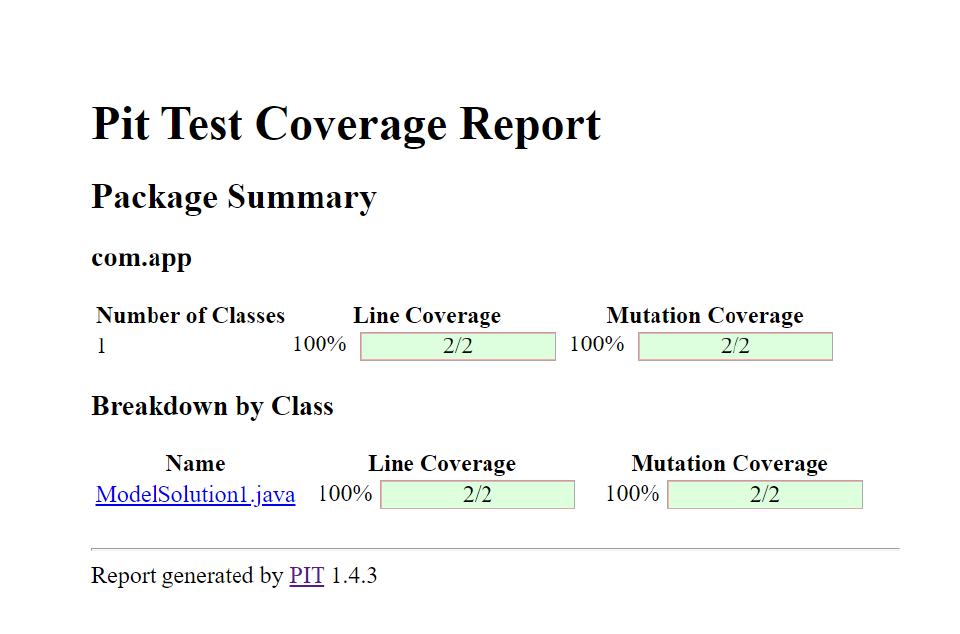 Pit Test Coverage Report
Package Summary
com.app
Number of Classes Line Coverage Mutation Coverage
1 100% 2/2 100% 2/2
Breakdown by Class
Name Line Coverage Mutation Coverage
ModelSolution1.java 100% 2/2 100% 2/2
Report generated by PIT 1.4.3